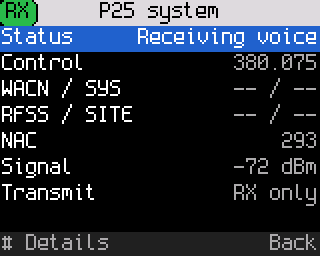 RX P25 system
Status Receiving voice
Control 380.075
WACN / SYS -- / --
RFSS / SITE -- / --
NAC 293
Signal -72 dBm
Transmit RX only
# Details Back